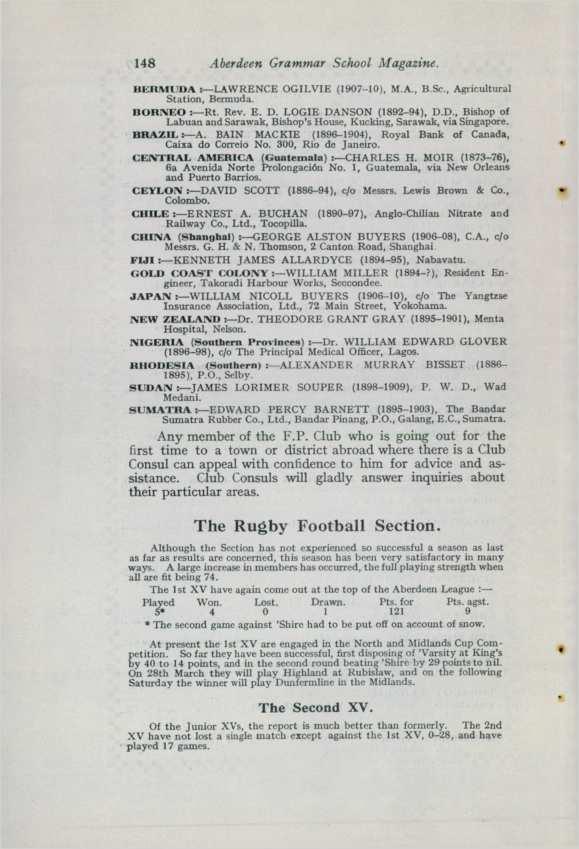 148 Aberdeen Grammar School Magazine.
BERMUDA :—LAWRENCE OGILVIE (1907–10), M.A., B.Sc., Agricultural
Station, Bermuda.
BORNEO :—Rt. Rev. E. D. LOGIE DANSON (1892–94), D.D., Bishop of
Labuan and Sarawak, Bishop's House, Kucking, Sarawak, via Singapore.
BRAZIL :—A. BAIN MACKIE (1896–1904), Royal Bank of Canada,
Caixa do Correio No. 300, Rio de Janeiro.
CENTRAL AMERICA (Guatemala) :—CHARLES H. MOIR (1873–76),
6a Avenida Norte Prolongación No. 1, Guatemala, via New Orleans
and Puerto Barrios.
CEYLON :—DAVID SCOTT (1886–94), c/o Messrs. Lewis Brown & Co.,
Colombo.
CHILE :—ERNEST A. BUCHAN (1890–97), Anglo-Chilian Nitrate and
Railway Co., Ltd., Tocopilla.
CHINA (Shanghai) :—GEORGE ALSTON BUYERS (1906–08), C.A., c/o
Messrs. G. H. & N. Thomson, 2 Canton Road, Shanghai
FIJI :—KENNETH JAMES ALLARDYCE (1894–95), Nabavatu.
GOLD COAST COLONY :—WILLIAM MILLER (1894–?), Resident En-
gineer, Takoradi Harbour Works, Seccondee.
JAPAN :—WILLIAM NICOLL BUYERS (1906–10), c/o The Yangtzse
Insurance Association, Ltd., 72 Main Street, Yokohama.
NEW ZEALAND :—Dr. THEODORE GRANT GRAY (1895–1901), Menta
Hospital, Nelson.
NIGERIA (Southern Provinces) :—Dr. WILLIAM EDWARD GLOVER
(1896–98), c/o The Principal Medical Officer, Lagos.
RHODESIA (Southern) :—ALEXANDER MURRAY BISSET (1886–
1895), P.O., Selby.
SUDAN :—JAMES LORIMER SOUPER (1898–1909), P. W. D., Wad
Medani.
SUMATRA :—EDWARD PERCY BARNETT (1895–1903), The Bandar
Sumatra Rubber Co., Ltd., Bandar Pinang, P.O., Galang, E.C., Sumatra.
Any member of the F.P. Club who is going out for the
first time to a town or district abroad where there is a Club
Consul can appeal with confidence to him for advice and as-
sistance. Club Consuls will gladly answer inquiries about
their particular areas.
The Rugby Football Section.
Although the Section has not experienced so successful a season as last
as far as results are concerned, this season has been very satisfactory in many
ways. A large increase in members has occurred, the full playing strength when
all are fit being 74.
The 1st XV have again come out at the top of the Aberdeen League :—
Played Won. Lost. Drawn. Pts. for Pts. agst.
5* 4 0 1 121 9
* The second game against 'Shire had to be put off on account of snow.
At present the 1st XV are engaged in the North and Midlands Cup Com-
petition. So far they have been successful, first disposing of 'Varsity at King's
by 40 to 14 points, and in the second round beating 'Shire by 29 points to nil.
On 28th March they will play Highland at Rubislaw, and on the following
Saturday the winner will play Dunfermline in the Midlands.
The Second XV.
Of the Junior XVs, the report is much better than formerly. The 2nd
XV have not lost a single match except against the 1st XV, 0–28, and have
played 17 games.